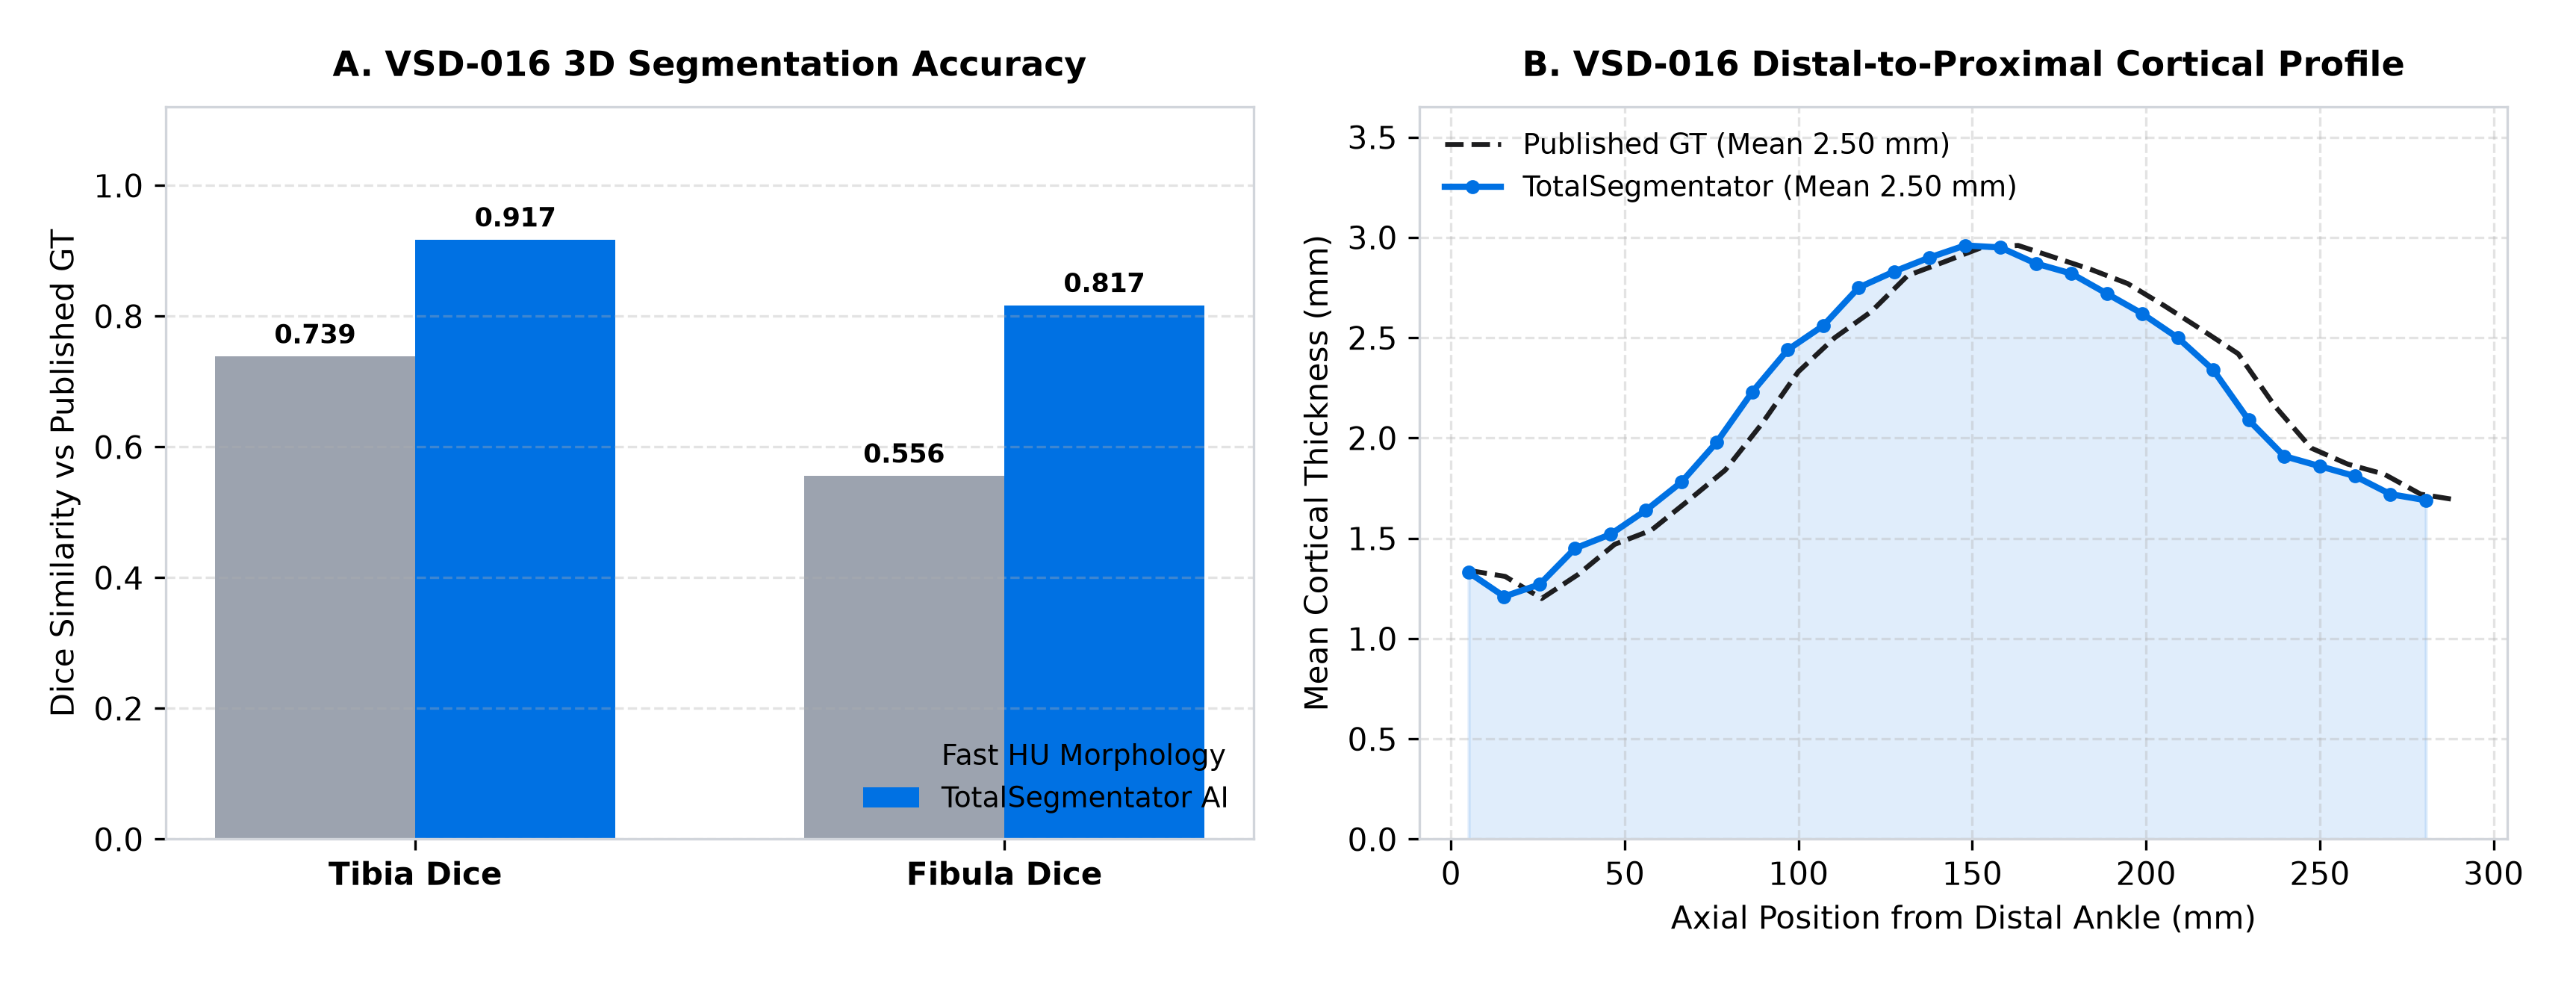 A. VSD-016 3D Segmentation Accuracy
Dice Similarity vs Published GT
1.0
0.8
0.6
0.4
0.2
0.0
0.739
0.917
0.556
0.817
Fast HU Morphology
TotalSegmentator AI
Tibia Dice
Fibula Dice
B. VSD-016 Distal-to-Proximal Cortical Profile
Mean Cortical Thickness (mm)
3.5
3.0
2.5
2.0
1.5
1.0
0.5
0.0
Published GT (Mean 2.50 mm)
TotalSegmentator (Mean 2.50 mm)
0
50
100
150
200
250
300
Axial Position from Distal Ankle (mm)